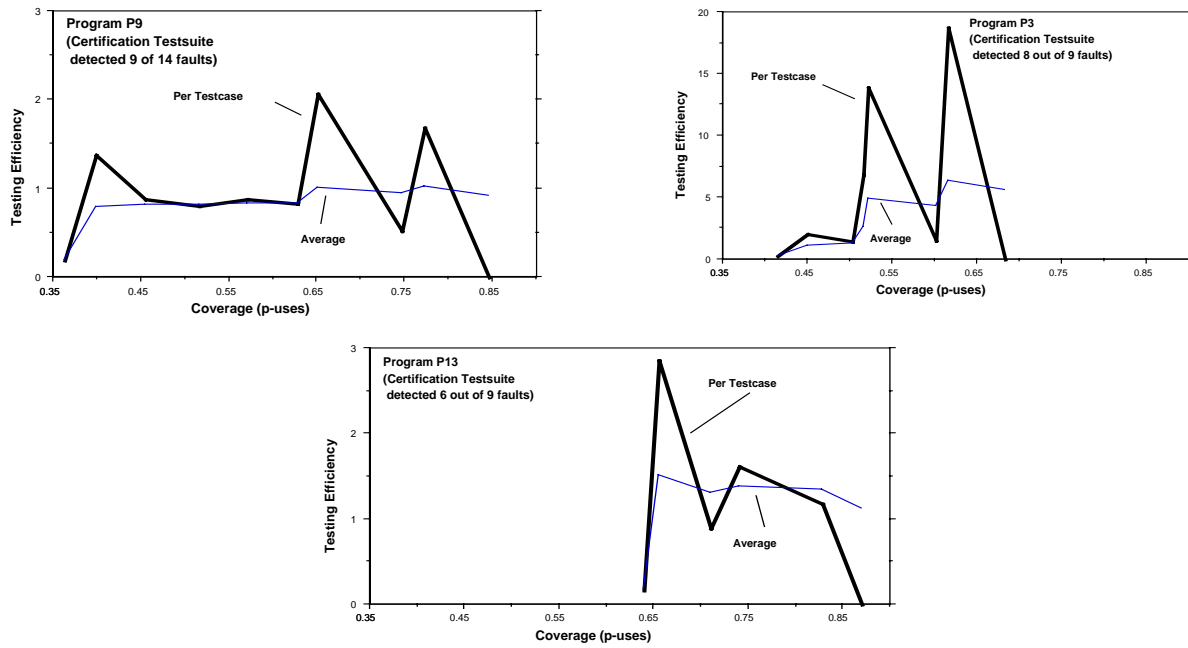 Program P9
(Certification Testsuite
detected 9 of 14 faults)
Per Testcase
Average
Testing Efficiency
3
2
1
0
0.35
0.45
0.55
0.65
0.75
0.85
Coverage (p-uses)
Program P3
(Certification Testsuite
detected 8 out of 9 faults)
Per Testcase
Average
Testing Efficiency
20
15
10
5
0
0.35
0.45
0.55
0.65
0.75
0.85
Coverage (p-uses)
Program P13
(Certification Testsuite
detected 6 out of 9 faults)
Per Testcase
Average
Testing Efficiency
3
2
1
0
0.35
0.45
0.55
0.65
0.75
0.85
Coverage (p-uses)